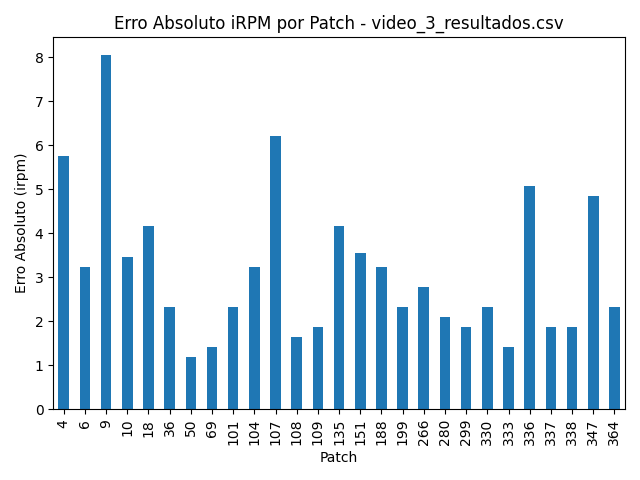 Erro Absoluto iRPM por Patch - video_3_resultados.csv
Erro Absoluto (irpm)
8
7
6
5
4
3
2
1
0
4 6 9 10 18 36 50 69 101 104 107 108 109 135 151 188 199 266 280 299 330 333 336 337 338 347 364
Patch